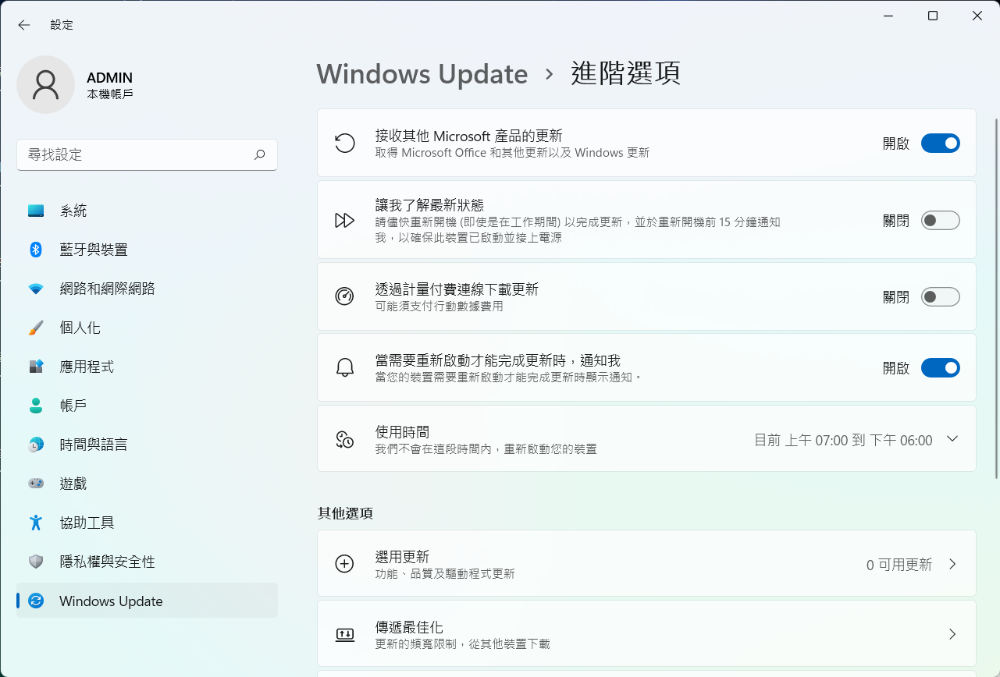 設定
ADMIN
本機帳戶
尋找設定
系統
藍牙與裝置
網路和網際網路
個人化
應用程式
帳戶
時間與語言
遊戲
協助工具
隱私權與安全性
Windows Update
Windows Update › 進階選項
接收其他 Microsoft 產品的更新
取得 Microsoft Office 和其他更新以及 Windows 更新
開啟
讓我了解最新狀態
請儘快重新開機 (即使是在工作期間) 以完成更新，並於重新開機前 15 分鐘通知
我，以確保此裝置已啟動並接上電源
關閉
透過計量付費連線下載更新
可能須支付行動數據費用
關閉
當需要重新啟動才能完成更新時，通知我
當您的裝置需要重新啟動才能完成更新時顯示通知。
開啟
使用時間
我們不會在這段時間內，重新啟動您的裝置
目前 上午 07:00 到 下午 06:00
其他選項
選用更新
功能、品質及驅動程式更新
0 可用更新
傳遞最佳化
更新的頻寬限制，從其他裝置下載